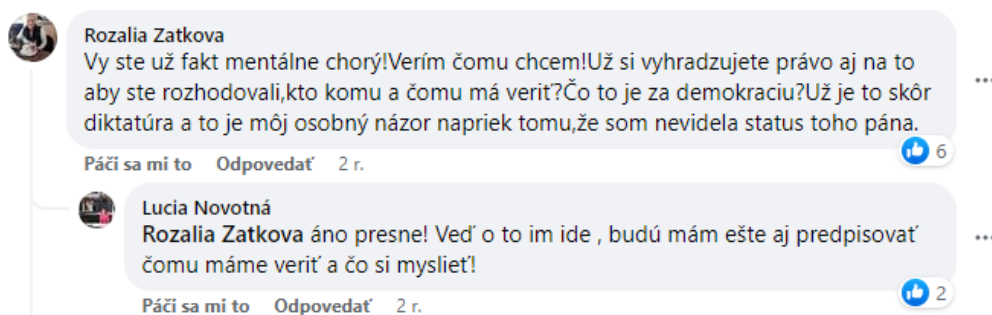 Rozalia Zatkova
Vy ste už fakt mentálne chorý!Verím čomu chcem!Už si vyhradzujete právo aj na to
aby ste rozhodovali,kto komu a čomu má veriť?Čo to je za demokraciu?Už je to skôr
diktatúra a to je môj osobný názor napriek tomu,že som nevidela status toho pána.
6
Páči sa mi to Odpovedať 2 r.
Lucia Novotná
Rozalia Zatkova áno presne! Veď o to im ide , budú mám ešte aj predpisovať
čomu máme veriť a čo si myslieť!
2
Páči sa mi to Odpovedať 2 r.